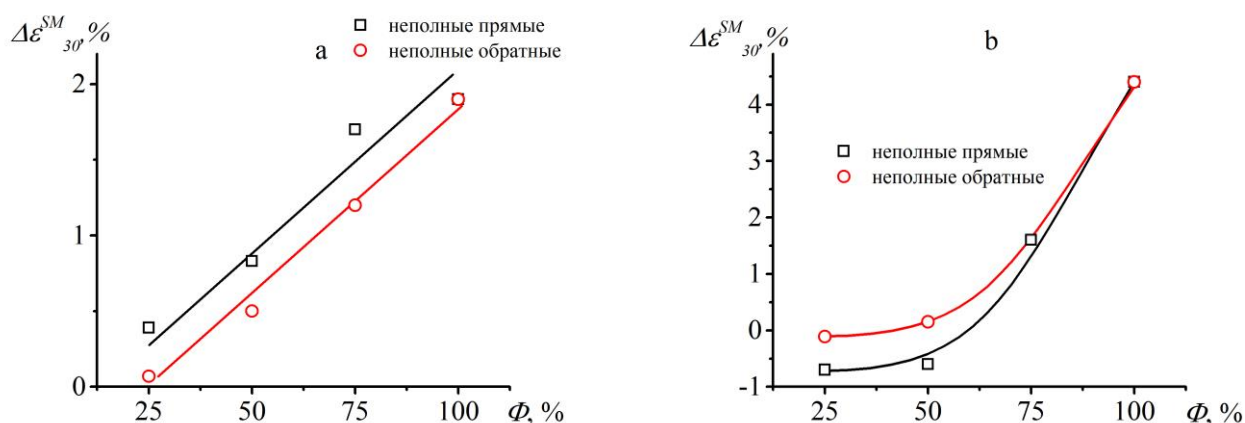 Δε^SM_30, %
a
неполные прямые
неполные обратные
2
1
0
25 50 75 100 Φ, %
Δε^SM_30, %
b
неполные прямые
неполные обратные
4
3
2
1
0
-1
25 50 75 100 Φ, %